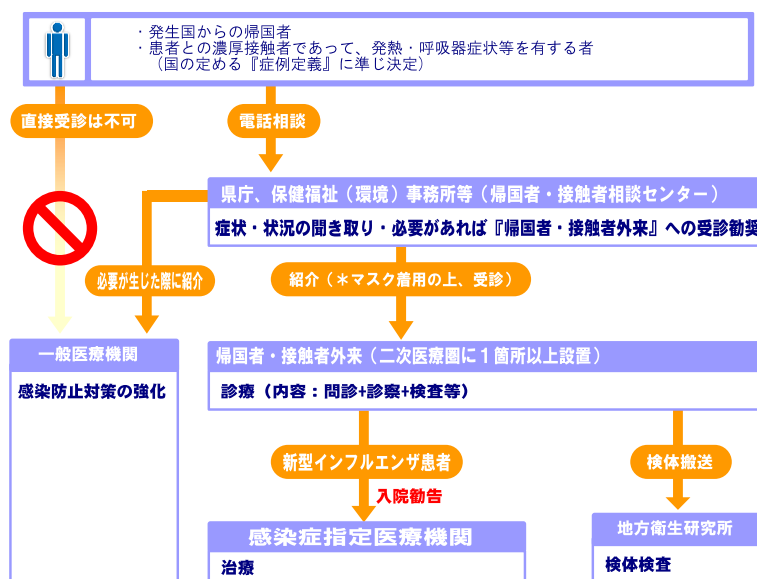 ・発生国からの帰国者
・患者との濃厚接触者であって、発熱・呼吸器症状等を有する者
（国の定める『症例定義』に準じ決定）
直接受診は不可
電話相談
県庁、保健福祉（環境）事務所等（帰国者・接触者相談センター）
症状・状況の聞き取り・必要があれば『帰国者・接触者外来』への受診勧奨
必要が生じた際に紹介
紹介（＊マスク着用の上、受診）
一般医療機関
感染防止対策の強化
帰国者・接触者外来（二次医療圏に１箇所以上設置）
診療（内容：問診+診察+検査等）
新型インフルエンザ患者
検体搬送
入院勧告
感染症指定医療機関
治療
地方衛生研究所
検体検査